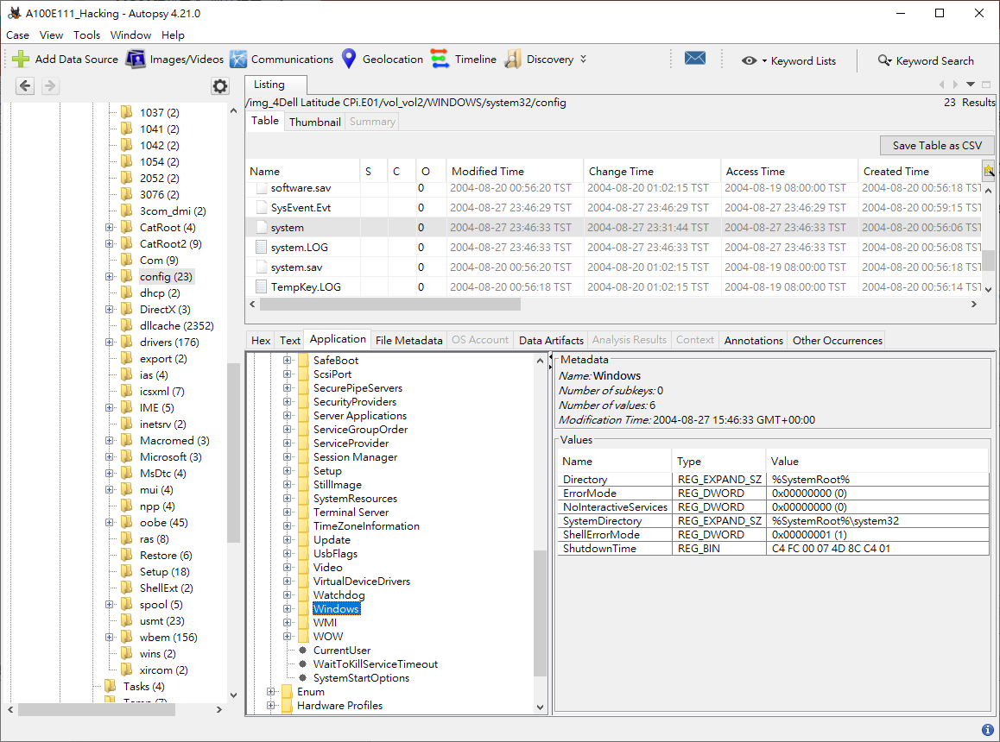 A100E111_Hacking - Autopsy 4.21.0
Case View Tools Window Help
Add Data Source Images/Videos Communications Geolocation Timeline Discovery Keyword Lists Keyword Search
Listing
/img_4Dell Latitude CPi.E01/vol_vol2/WINDOWS/system32/config 23 Results
Table Thumbnail Summary
Save Table as CSV
Name S C O Modified Time Change Time Access Time Created Time
software.sav 0 2004-08-20 00:56:20 TST 2004-08-20 01:02:15 TST 2004-08-19 08:00:00 TST 2004-08-20 00:56:18 TST
SysEvent.Evt 0 2004-08-27 23:46:29 TST 2004-08-27 23:46:29 TST 2004-08-27 23:46:29 TST 2004-08-20 00:59:15 TST
system 0 2004-08-27 23:46:33 TST 2004-08-27 23:31:44 TST 2004-08-27 23:46:33 TST 2004-08-20 00:56:06 TST
system.LOG 0 2004-08-27 23:46:33 TST 2004-08-27 23:46:33 TST 2004-08-27 23:46:33 TST 2004-08-20 00:56:08 TST
system.sav 0 2004-08-20 00:56:20 TST 2004-08-20 01:02:15 TST 2004-08-19 08:00:00 TST 2004-08-20 00:56:18 TST
TempKey.LOG 0 2004-08-20 00:56:18 TST 2004-08-20 01:02:15 TST 2004-08-19 08:00:00 TST 2004-08-20 00:56:14 TST
1037 (2)
1041 (2)
1042 (2)
1054 (2)
2052 (2)
3076 (2)
3com_dmi (2)
CatRoot (4)
CatRoot2 (9)
Com (9)
config (23)
dhcp (2)
DirectX (3)
dllcache (2352)
drivers (176)
export (2)
ias (4)
icsxml (7)
IME (5)
inetsrv (2)
Macromed (3)
Microsoft (3)
MsDtc (4)
mui (4)
npp (4)
oobe (45)
ras (8)
Restore (6)
Setup (18)
ShellExt (2)
spool (5)
usmt (23)
wbem (156)
wins (2)
xircom (2)
Tasks (4)
Temp (7)
Hex Text Application File Metadata OS Account Data Artifacts Analysis Results Context Annotations Other Occurrences
SafeBoot
ScsiPort
SecurePipeServers
SecurityProviders
Server Applications
ServiceGroupOrder
ServiceProvider
Session Manager
Setup
StillImage
SystemResources
Terminal Server
TimeZoneInformation
Update
UsbFlags
Video
VirtualDeviceDrivers
Watchdog
Windows
WMI
WOW
CurrentUser
WaitToKillServiceTimeout
SystemStartOptions
Enum
Hardware Profiles
Metadata
Name: Windows
Number of subkeys: 0
Number of values: 6
Modification Time: 2004-08-27 15:46:33 GMT+00:00
Values
Name Type Value
Directory REG_EXPAND_SZ %SystemRoot%
ErrorMode REG_DWORD 0x00000000 (0)
NoInteractiveServices REG_DWORD 0x00000000 (0)
SystemDirectory REG_EXPAND_SZ %SystemRoot%\system32
ShellErrorMode REG_DWORD 0x00000001 (1)
ShutdownTime REG_BIN C4 FC 00 07 4D 8C C4 01